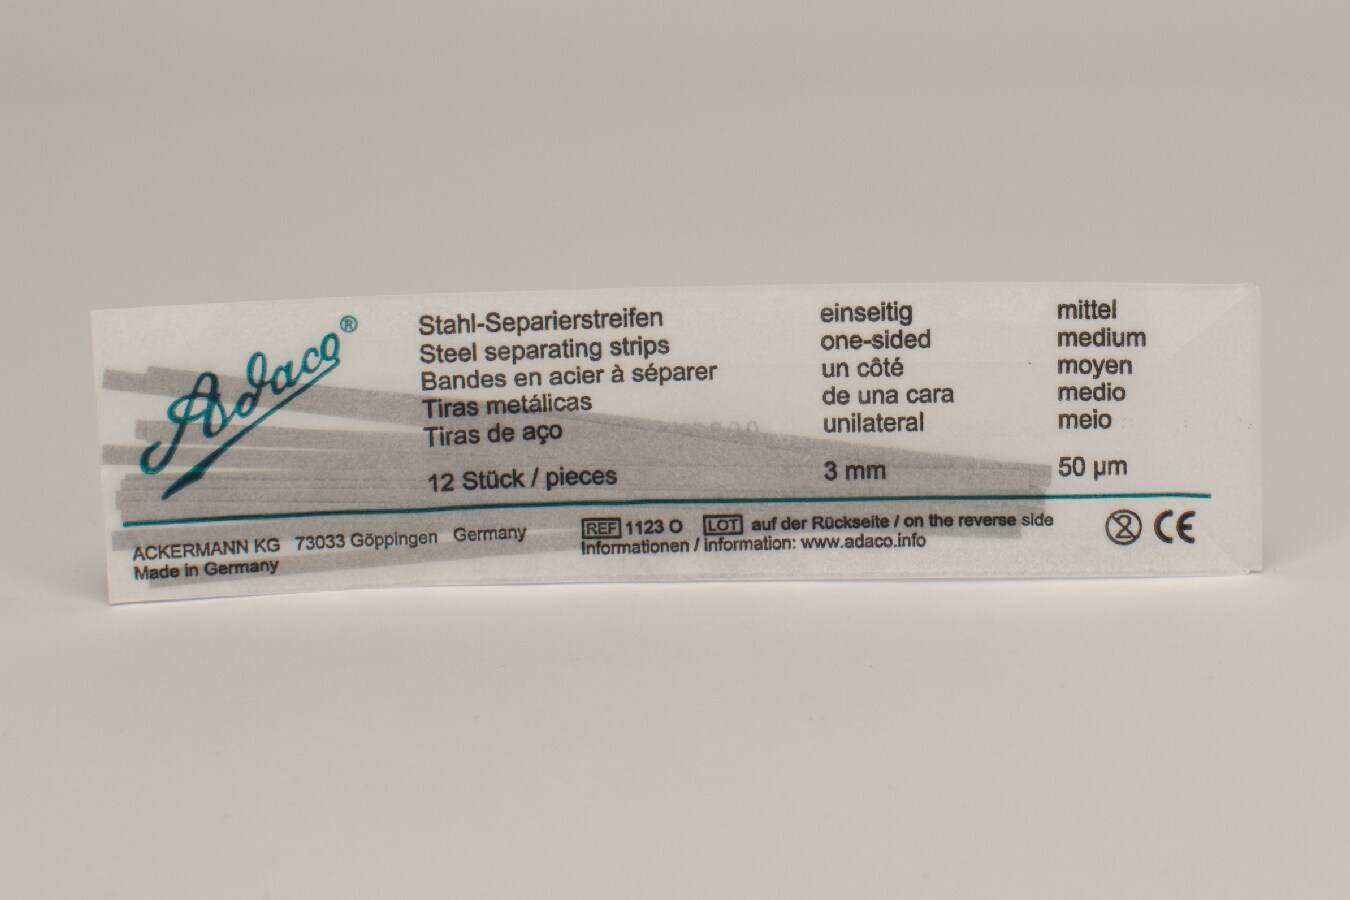 Adaco®
Stahl-Separierstreifen einseitig mittel
Steel separating strips one-sided medium
Bandes en acier à séparer un côté moyen
Tiras metálicas de una cara medio
Tiras de aço unilateral meio
12 Stück / pieces 3 mm 50 µm
ACKERMANN KG 73033 Göppingen Germany
Made in Germany
REF 1123 O LOT auf der Rückseite / on the reverse side
Informationen / information: www.adaco.info
2 CE